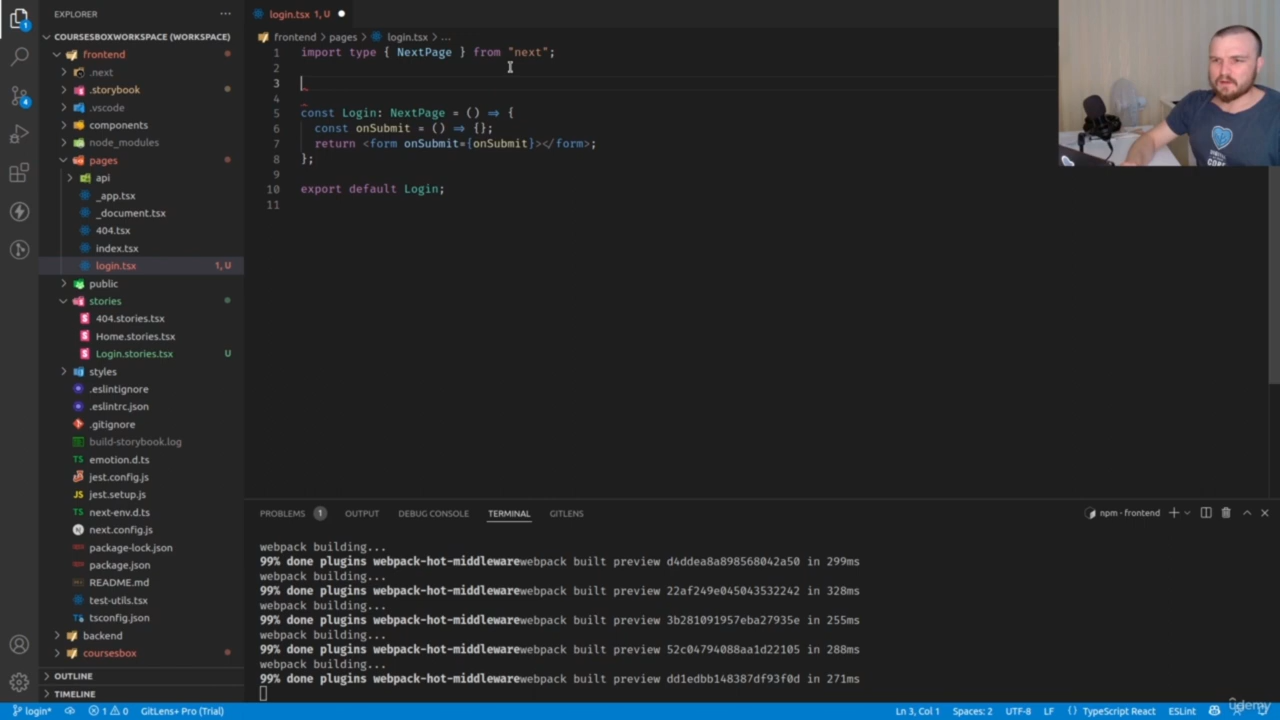 EXPLORER
COURSESBOXWORKSPACE (WORKSPACE)
frontend
.next
.storybook
.vscode
components
node_modules
pages
api
_app.tsx
_document.tsx
404.tsx
index.tsx
login.tsx 1, U
public
stories
404.stories.tsx
Home.stories.tsx
Login.stories.tsx U
styles
.eslintignore
.eslintrc.json
.gitignore
build-storybook.log
emotion.d.ts
jest.config.js
jest.setup.js
next-env.d.ts
next.config.js
package-lock.json
package.json
README.md
test-utils.tsx
tsconfig.json
backend
coursesbox
OUTLINE
TIMELINE
login.tsx 1, U
frontend > pages > login.tsx > ...
1 import type { NextPage } from "next";
2
3
4
5 const Login: NextPage = () => {
6 const onSubmit = () => {};
7 return <form onSubmit={onSubmit}></form>;
8 };
9
10 export default Login;
11
PROBLEMS 1 OUTPUT DEBUG CONSOLE TERMINAL GITLENS
npm - frontend
webpack building...
99% done plugins webpack-hot-middlewarewebpack built preview d4ddea8a898568042a50 in 299ms
webpack building...
99% done plugins webpack-hot-middlewarewebpack built preview 22af249e045043532242 in 328ms
webpack building...
99% done plugins webpack-hot-middlewarewebpack built preview 3b281091957eba27935e in 255ms
webpack building...
99% done plugins webpack-hot-middlewarewebpack built preview 52c04794088aa1d22105 in 288ms
webpack building...
99% done plugins webpack-hot-middlewarewebpack built preview dd1edbb148387df93f0d in 271ms
login* 1 0 GitLens+ Pro (Trial) Ln 3, Col 1 Spaces: 2 UTF-8 LF TypeScript React ESLint
udemy